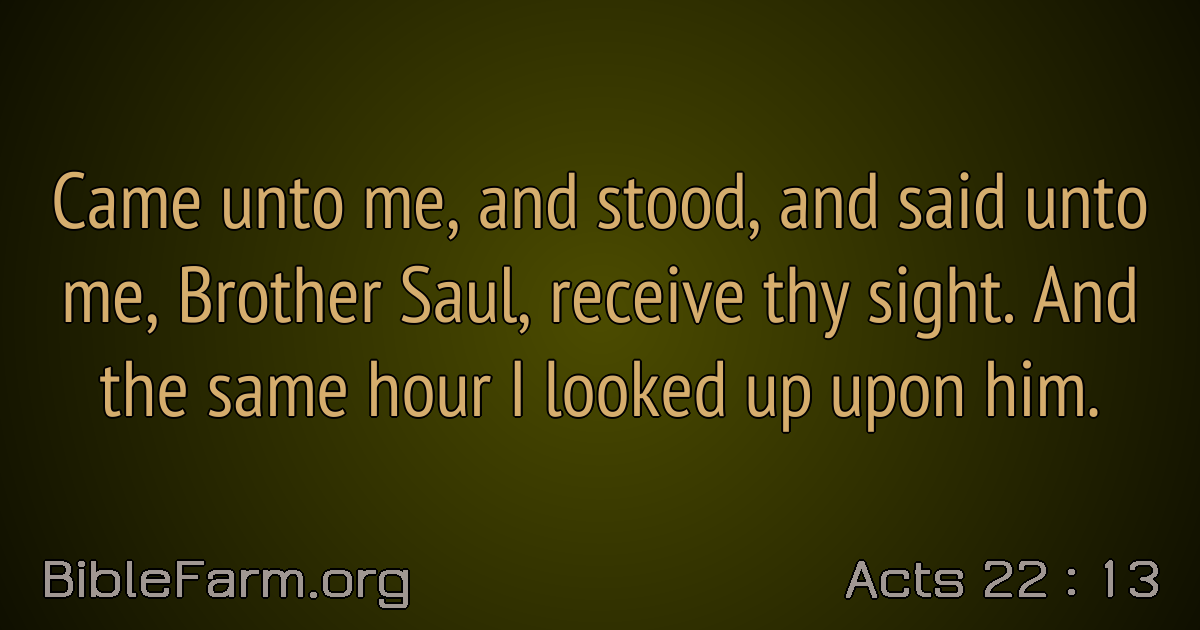 Came unto me, and stood, and said unto
me, Brother Saul, receive thy sight. And
the same hour I looked up upon him.
BibleFarm.org
Acts 22 : 13